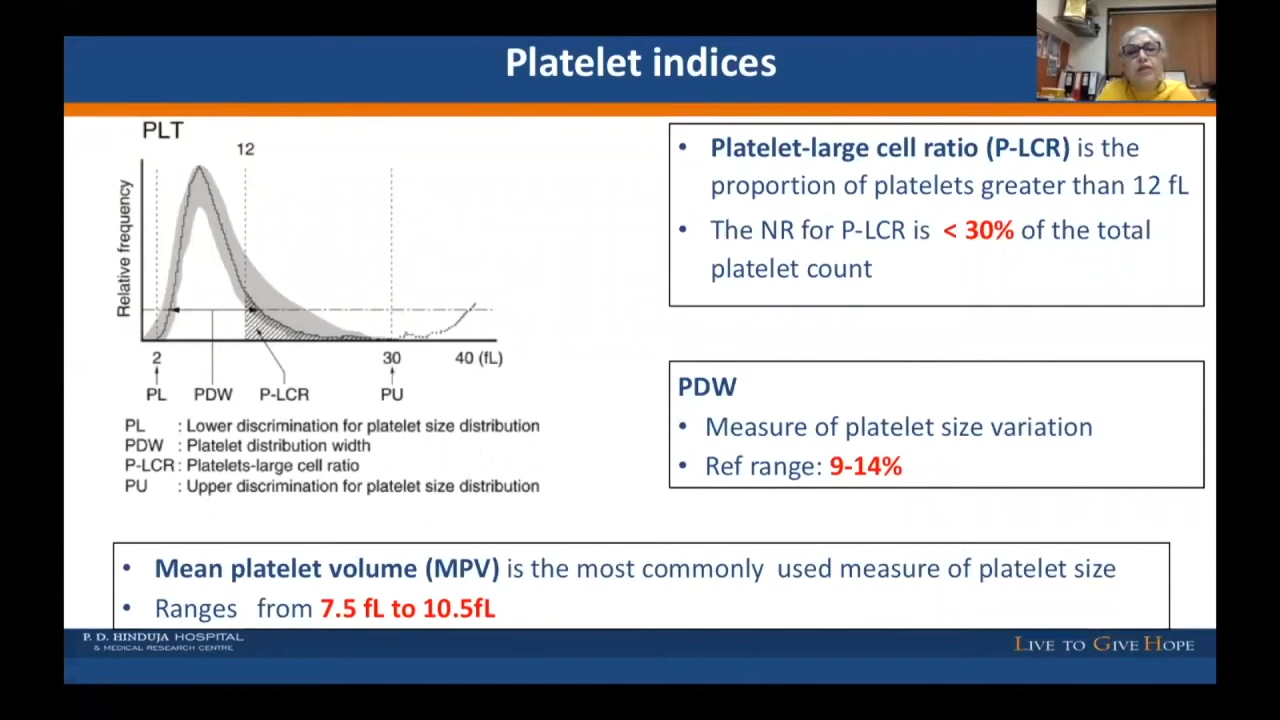 Platelet indices
PLT
12
Relative frequency
2
30
40 (fL)
PL
PDW
P-LCR
PU
PL : Lower discrimination for platelet size distribution
PDW : Platelet distribution width
P-LCR : Platelets-large cell ratio
PU : Upper discrimination for platelet size distribution
• Platelet-large cell ratio (P-LCR) is the
proportion of platelets greater than 12 fL
• The NR for P-LCR is < 30% of the total
platelet count
PDW
• Measure of platelet size variation
• Ref range: 9-14%
• Mean platelet volume (MPV) is the most commonly used measure of platelet size
• Ranges from 7.5 fL to 10.5fL
P. D. HINDUJA HOSPITAL
& MEDICAL RESEARCH CENTRE
LIVE TO GIVE HOPE